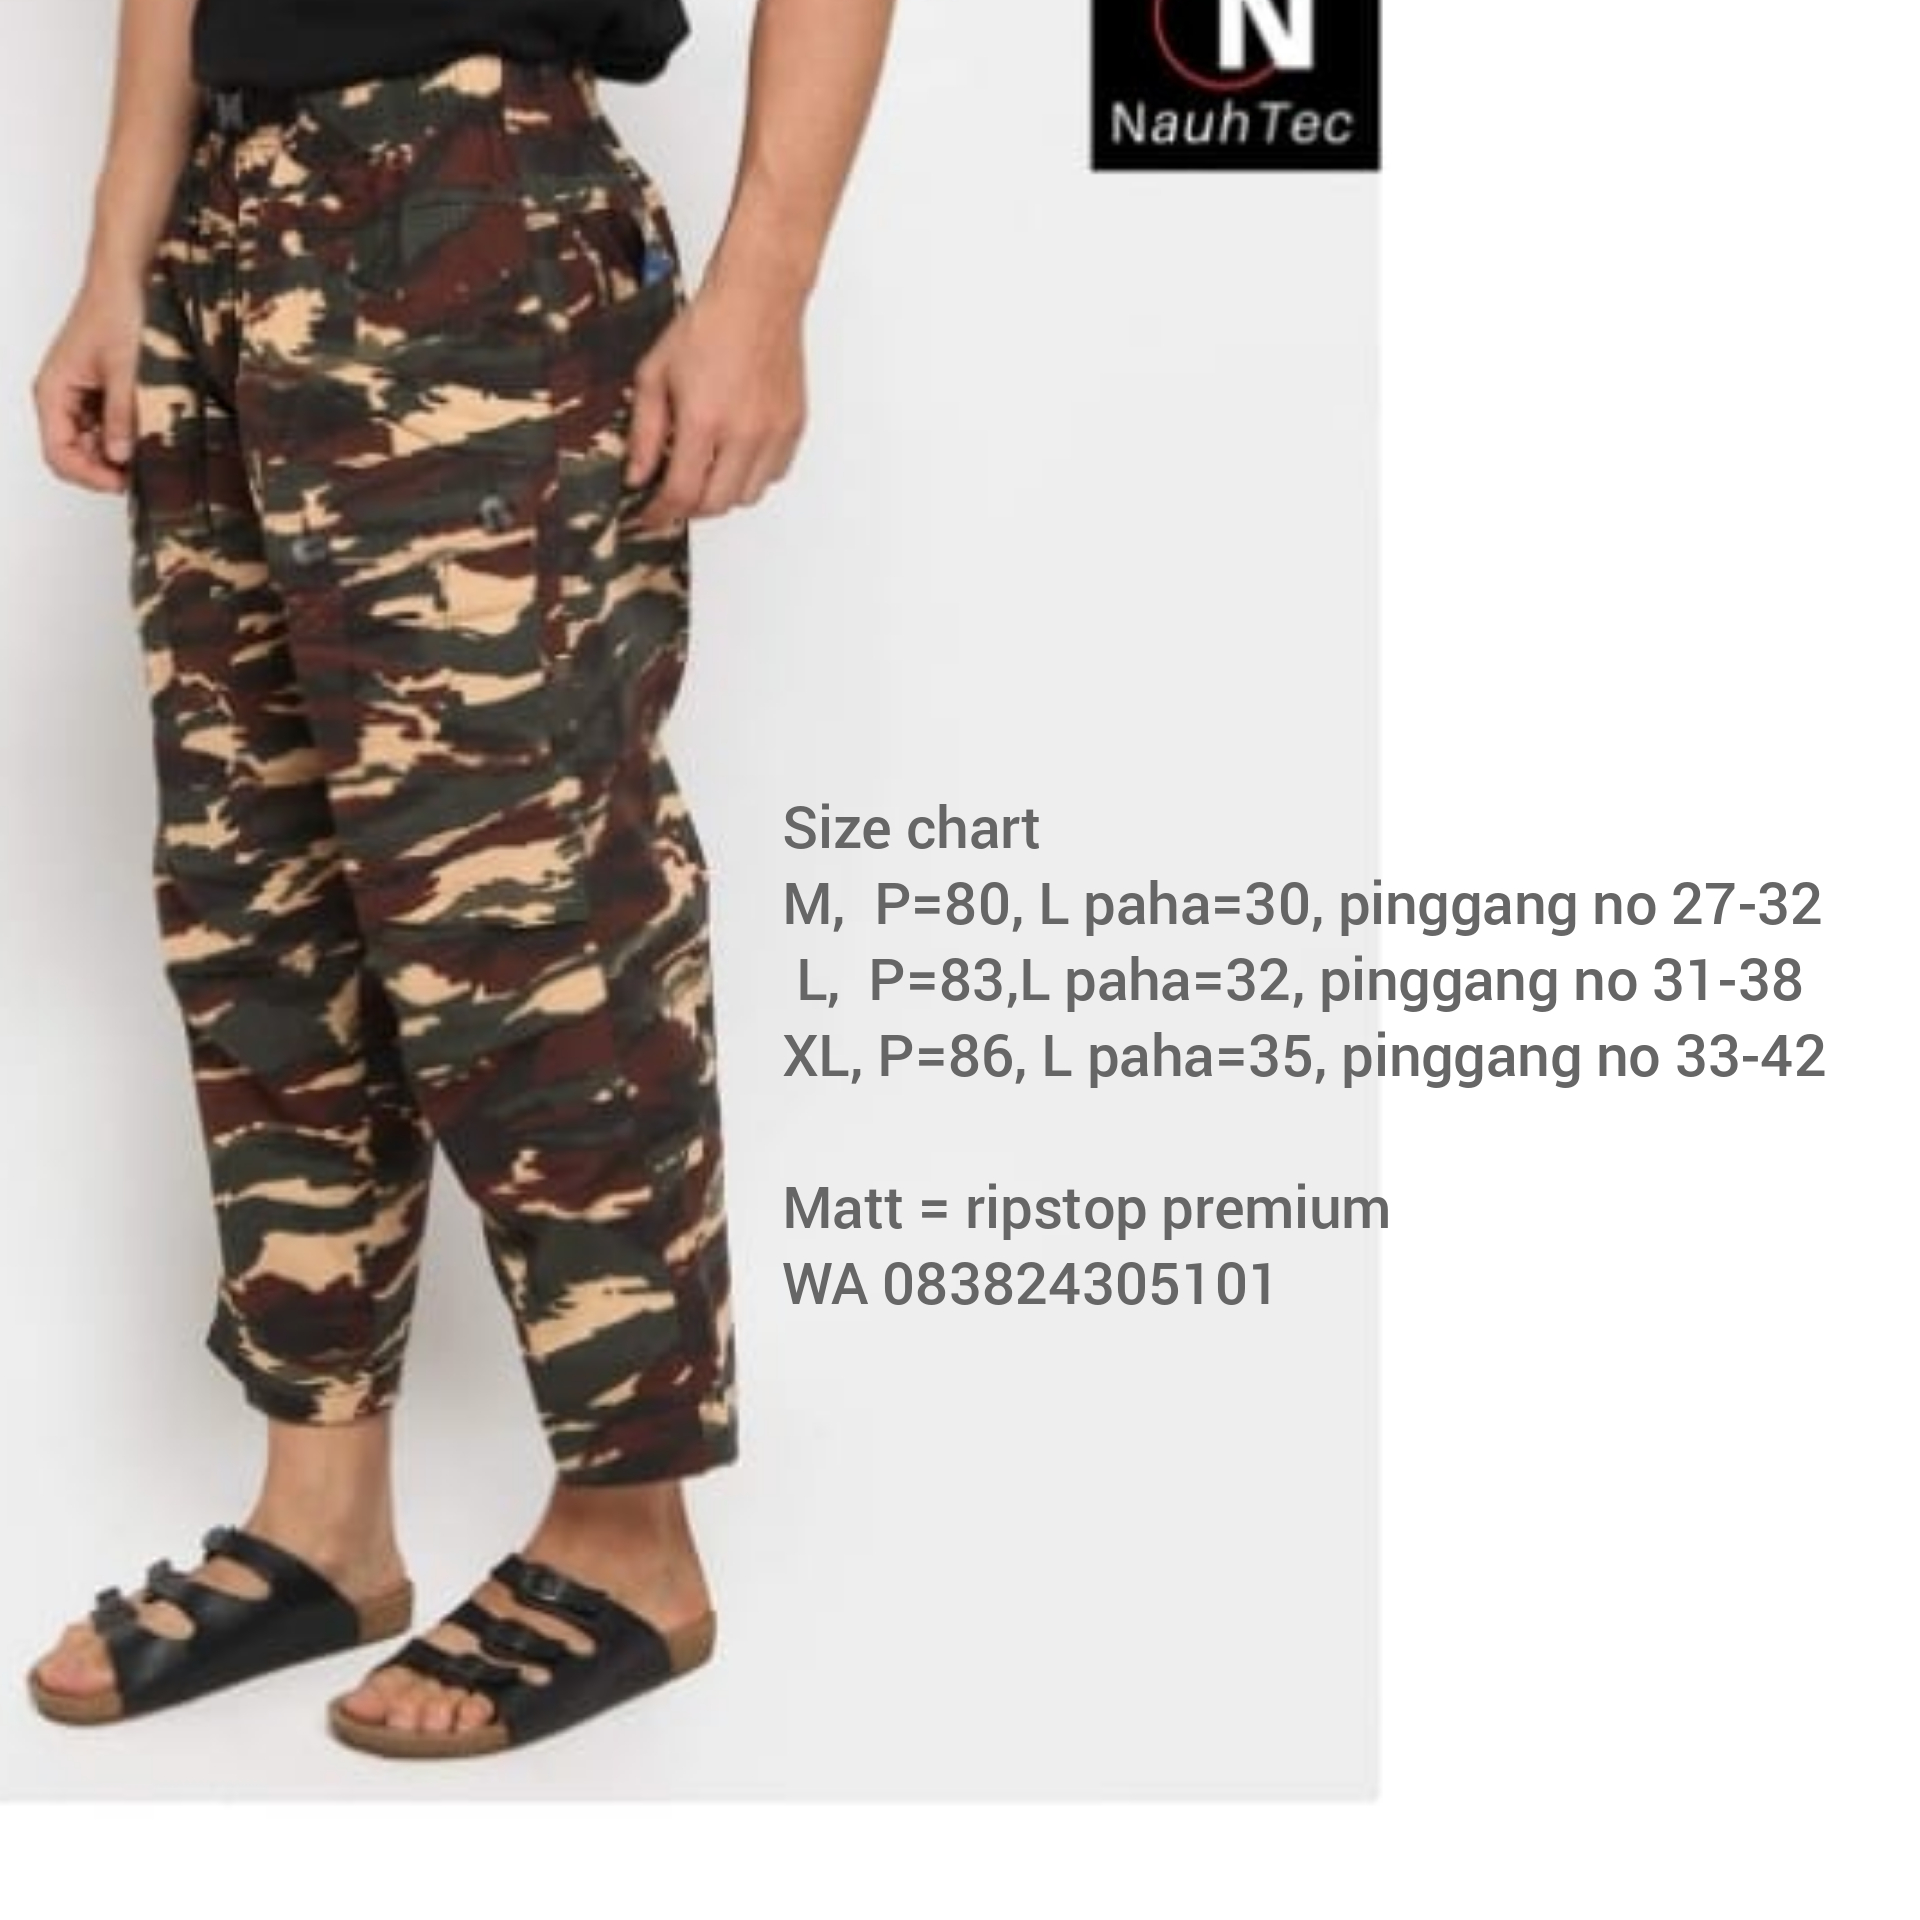 N
NauhTec
Size chart
M,  P=80, L paha=30, pinggang no 27-32
L,  P=83,L paha=32, pinggang no 31-38
XL, P=86, L paha=35, pinggang no 33-42
Matt = ripstop premium
WA 083824305101